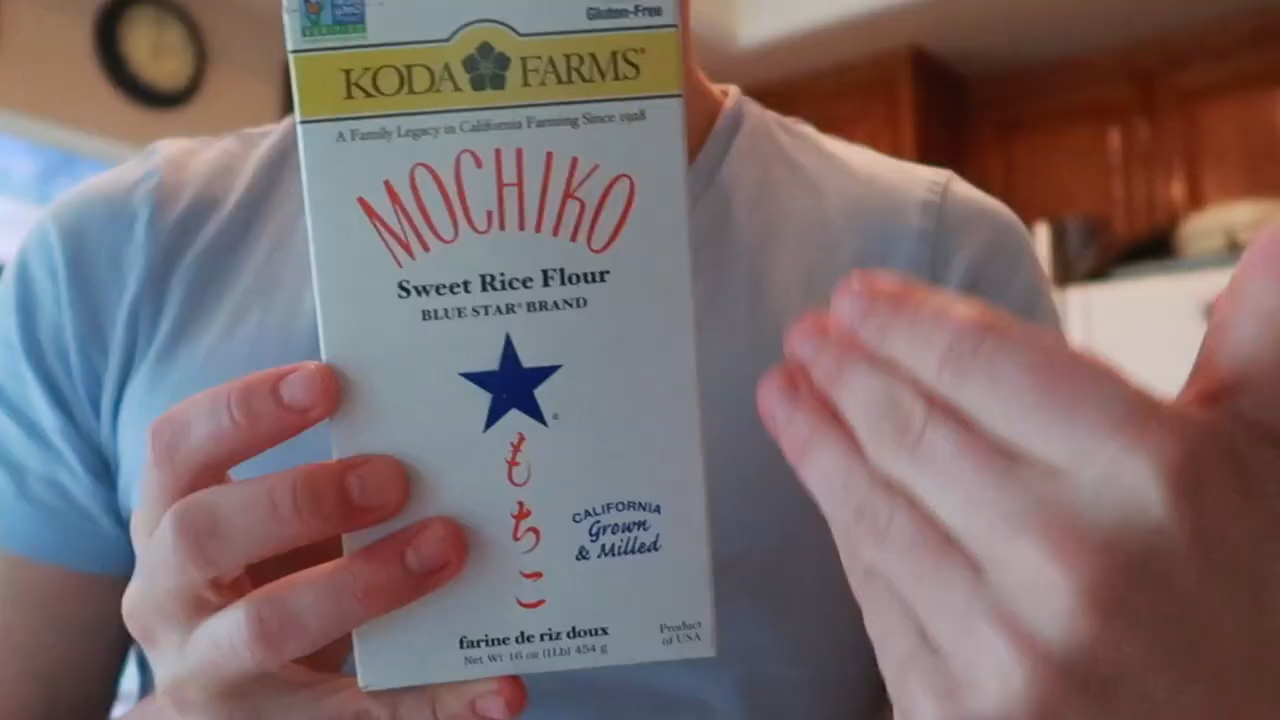 VERIFIED
Gluten-Free
KODA FARMS®
A Family Legacy in California Farming Since 1928
MOCHIKO
Sweet Rice Flour
BLUE STAR® BRAND
もちこ
CALIFORNIA
Grown
& Milled
farine de riz doux
Net Wt 16 oz (1Lb) 454 g
Product
of USA